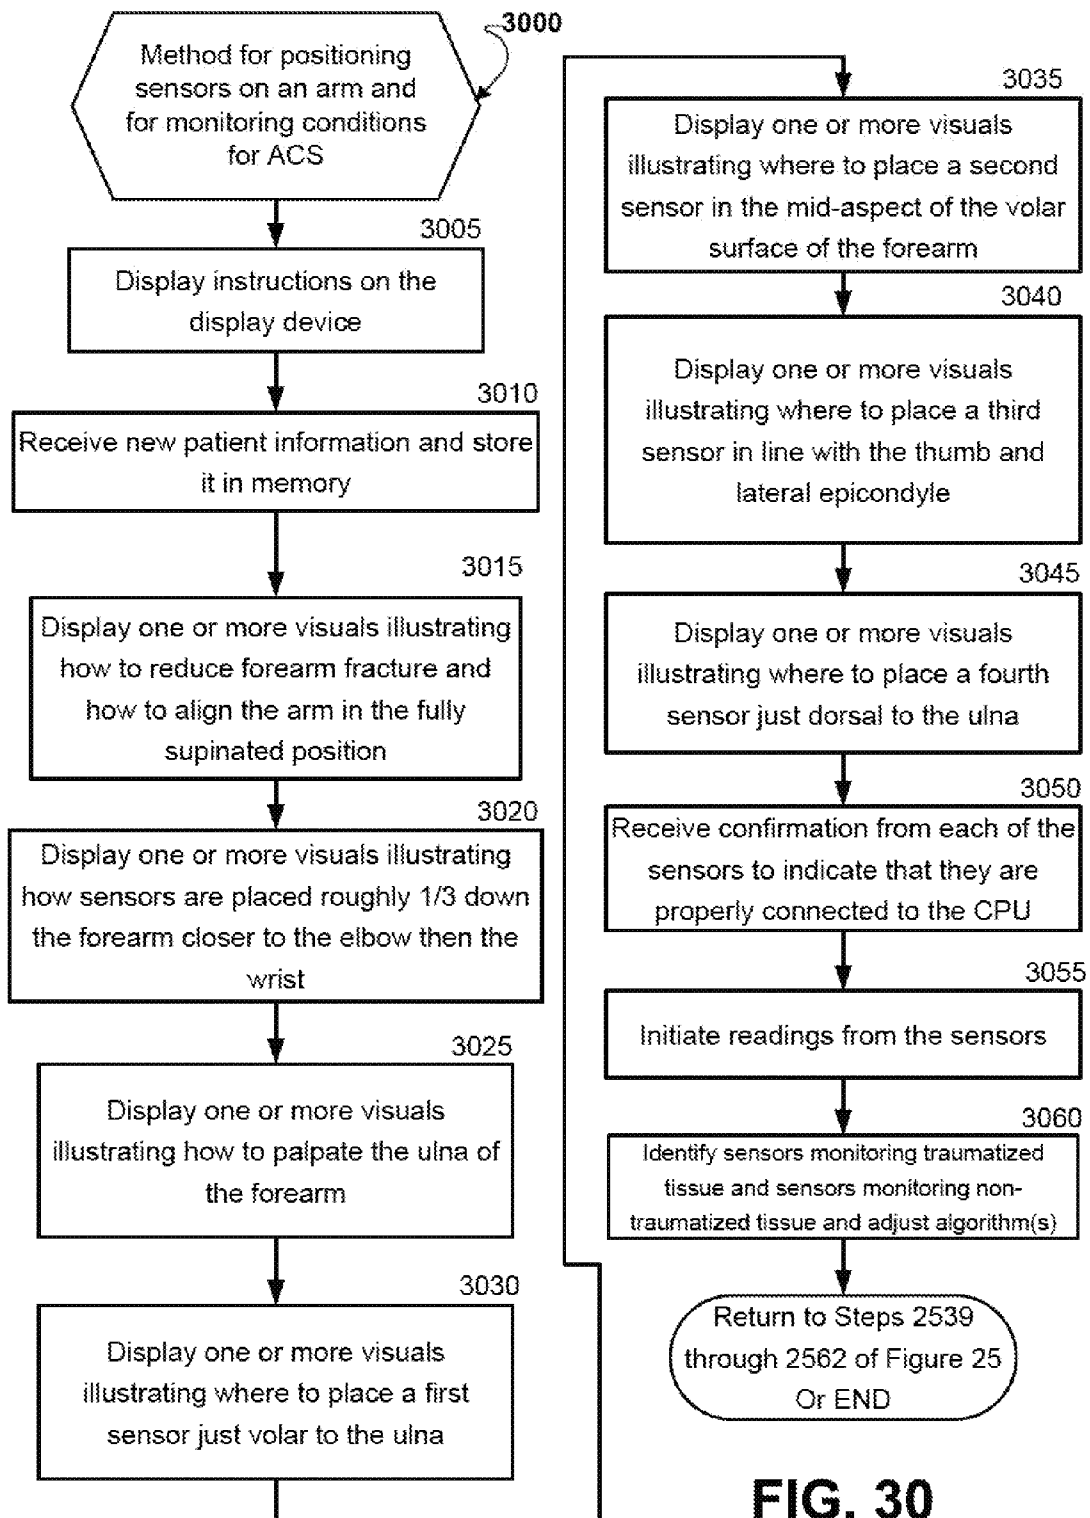 3000
Method for positioning
sensors on an arm and
for monitoring conditions
for ACS
3005
Display instructions on the
display device
3010
Receive new patient information and store
it in memory
3015
Display one or more visuals illustrating
how to reduce forearm fracture and
how to align the arm in the fully
supinated position
3020
Display one or more visuals illustrating
how sensors are placed roughly 1/3 down
the forearm closer to the elbow then the
wrist
3025
Display one or more visuals
illustrating how to palpate the ulna of
the forearm
3030
Display one or more visuals
illustrating where to place a first
sensor just volar to the ulna
3035
Display one or more visuals
illustrating where to place a second
sensor in the mid-aspect of the volar
surface of the forearm
3040
Display one or more visuals
illustrating where to place a third
sensor in line with the thumb and
lateral epicondyle
3045
Display one or more visuals
illustrating where to place a fourth
sensor just dorsal to the ulna
3050
Receive confirmation from each of the
sensors to indicate that they are
properly connected to the CPU
3055
Initiate readings from the sensors
3060
Identify sensors monitoring traumatized
tissue and sensors monitoring non-
traumatized tissue and adjust algorithm(s)
Return to Steps 2539
through 2562 of Figure 25
Or END
FIG. 30